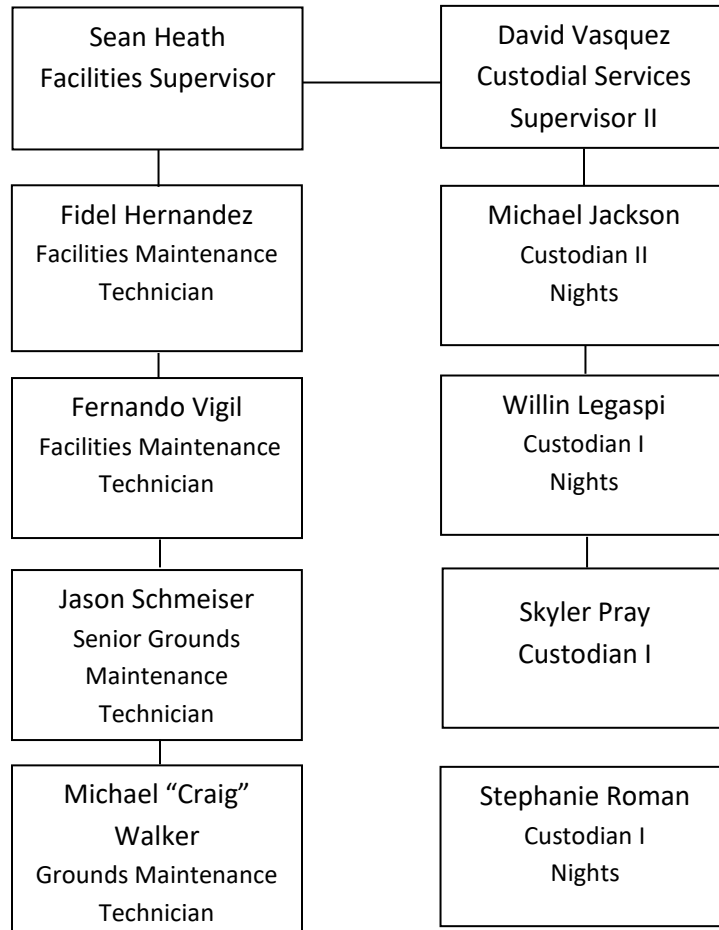 Sean Heath
Facilities Supervisor
David Vasquez
Custodial Services
Supervisor II
Fidel Hernandez
Facilities Maintenance
Technician
Michael Jackson
Custodian II
Nights
Fernando Vigil
Facilities Maintenance
Technician
Willin Legaspi
Custodian I
Nights
Jason Schmeiser
Senior Grounds
Maintenance
Technician
Skyler Pray
Custodian I
Michael “Craig”
Walker
Grounds Maintenance
Technician
Stephanie Roman
Custodian I
Nights